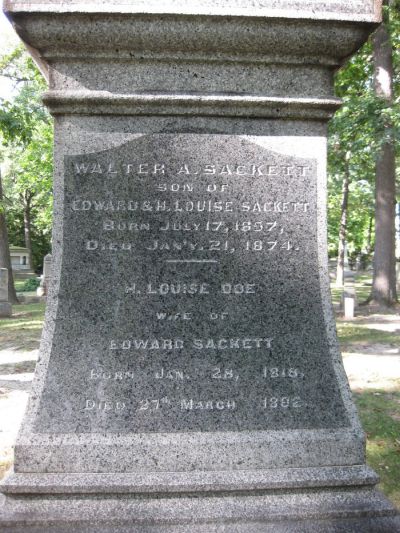 WALTER A. SACKETT
SON OF
EDWARD & H. LOUISE SACKETT
BORN JULY 17, 1857,
DIED JAN'Y. 21, 1874.
H. LOUISE DOE
WIFE OF
EDWARD SACKETT
BORN JAN. 28, 1818.
DIED 27TH MARCH 1892.